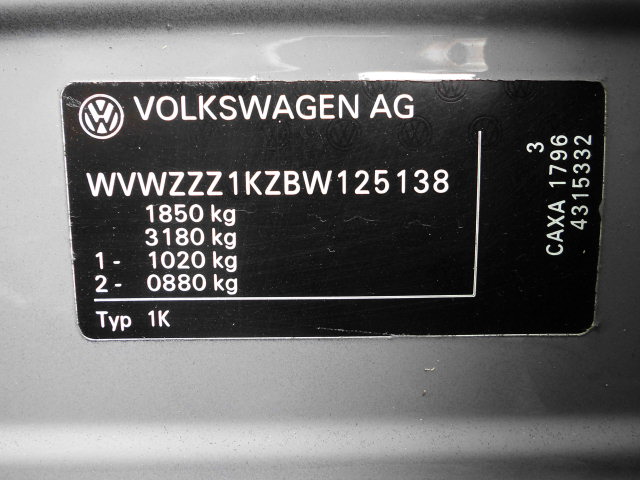 VOLKSWAGEN AG
WVWZZZ1KZBW125138
1850 kg
3180 kg
1 - 1020 kg
2 - 0880 kg
Typ 1K
3
CAXA 1796
4315332